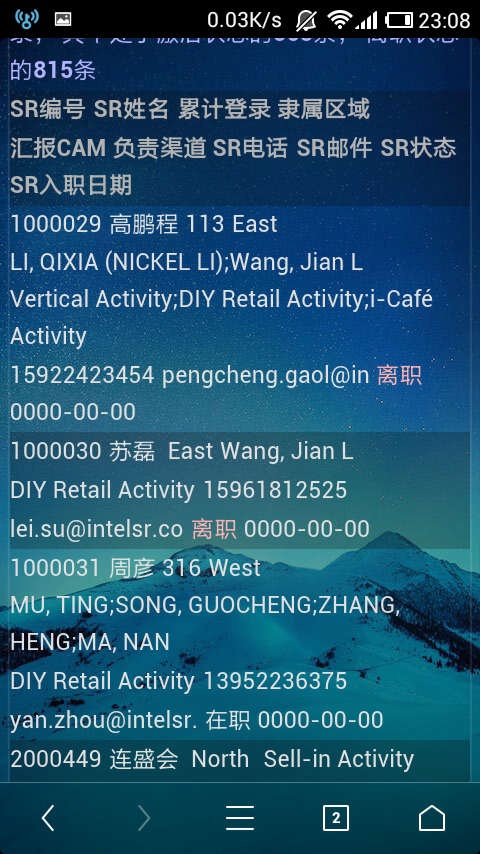 0.03K/s 23:08
的815条
SR编号 SR姓名 累计登录 隶属区域
汇报CAM 负责渠道 SR电话 SR邮件 SR状态
SR入职日期
1000029 高鹏程 113 East
LI, QIXIA (NICKEL LI);Wang, Jian L
Vertical Activity;DIY Retail Activity;i-Café
Activity
15922423454 pengcheng.gaol@in 离职
0000-00-00
1000030 苏磊 East Wang, Jian L
DIY Retail Activity 15961812525
lei.su@intelsr.co 离职 0000-00-00
1000031 周彦 316 West
MU, TING;SONG, GUOCHENG;ZHANG,
HENG;MA, NAN
DIY Retail Activity 13952236375
yan.zhou@intelsr. 在职 0000-00-00
2000449 连盛会 North Sell-in Activity
2